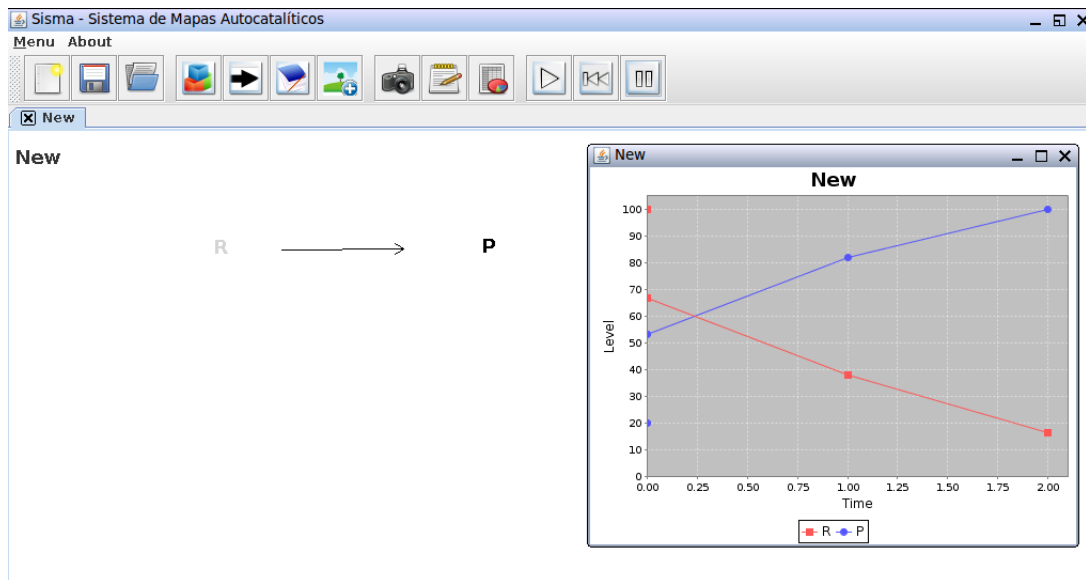 Sisma - Sistema de Mapas Autocatalíticos
Menu About
New
New
R
P
New
New
Level
100
90
80
70
60
50
40
30
20
10
0
0.00 0.25 0.50 0.75 1.00 1.25 1.50 1.75 2.00
Time
R P